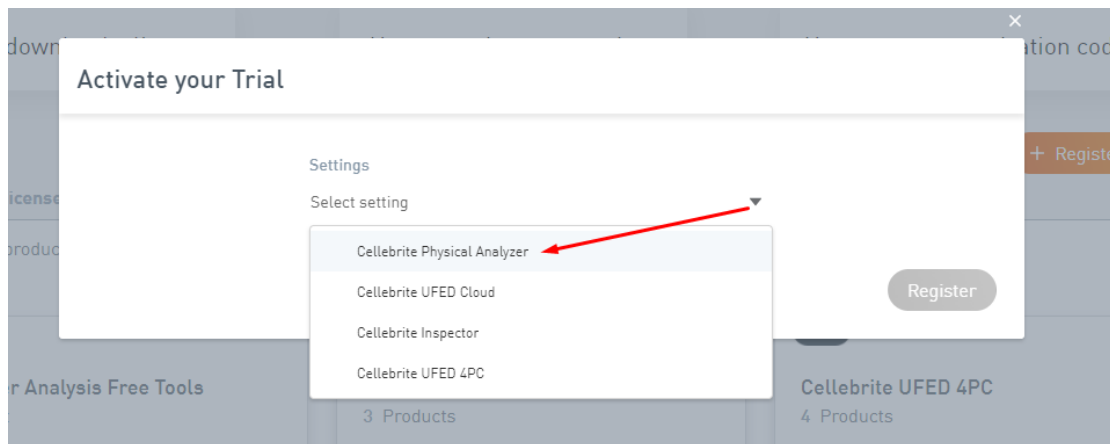 Activate your Trial
+ Registe
Settings
Select setting
Cellebrite Physical Analyzer
Cellebrite UFED Cloud
Cellebrite Inspector
Cellebrite UFED 4PC
Register
r Analysis Free Tools
3 Products
Cellebrite UFED 4PC
4 Products